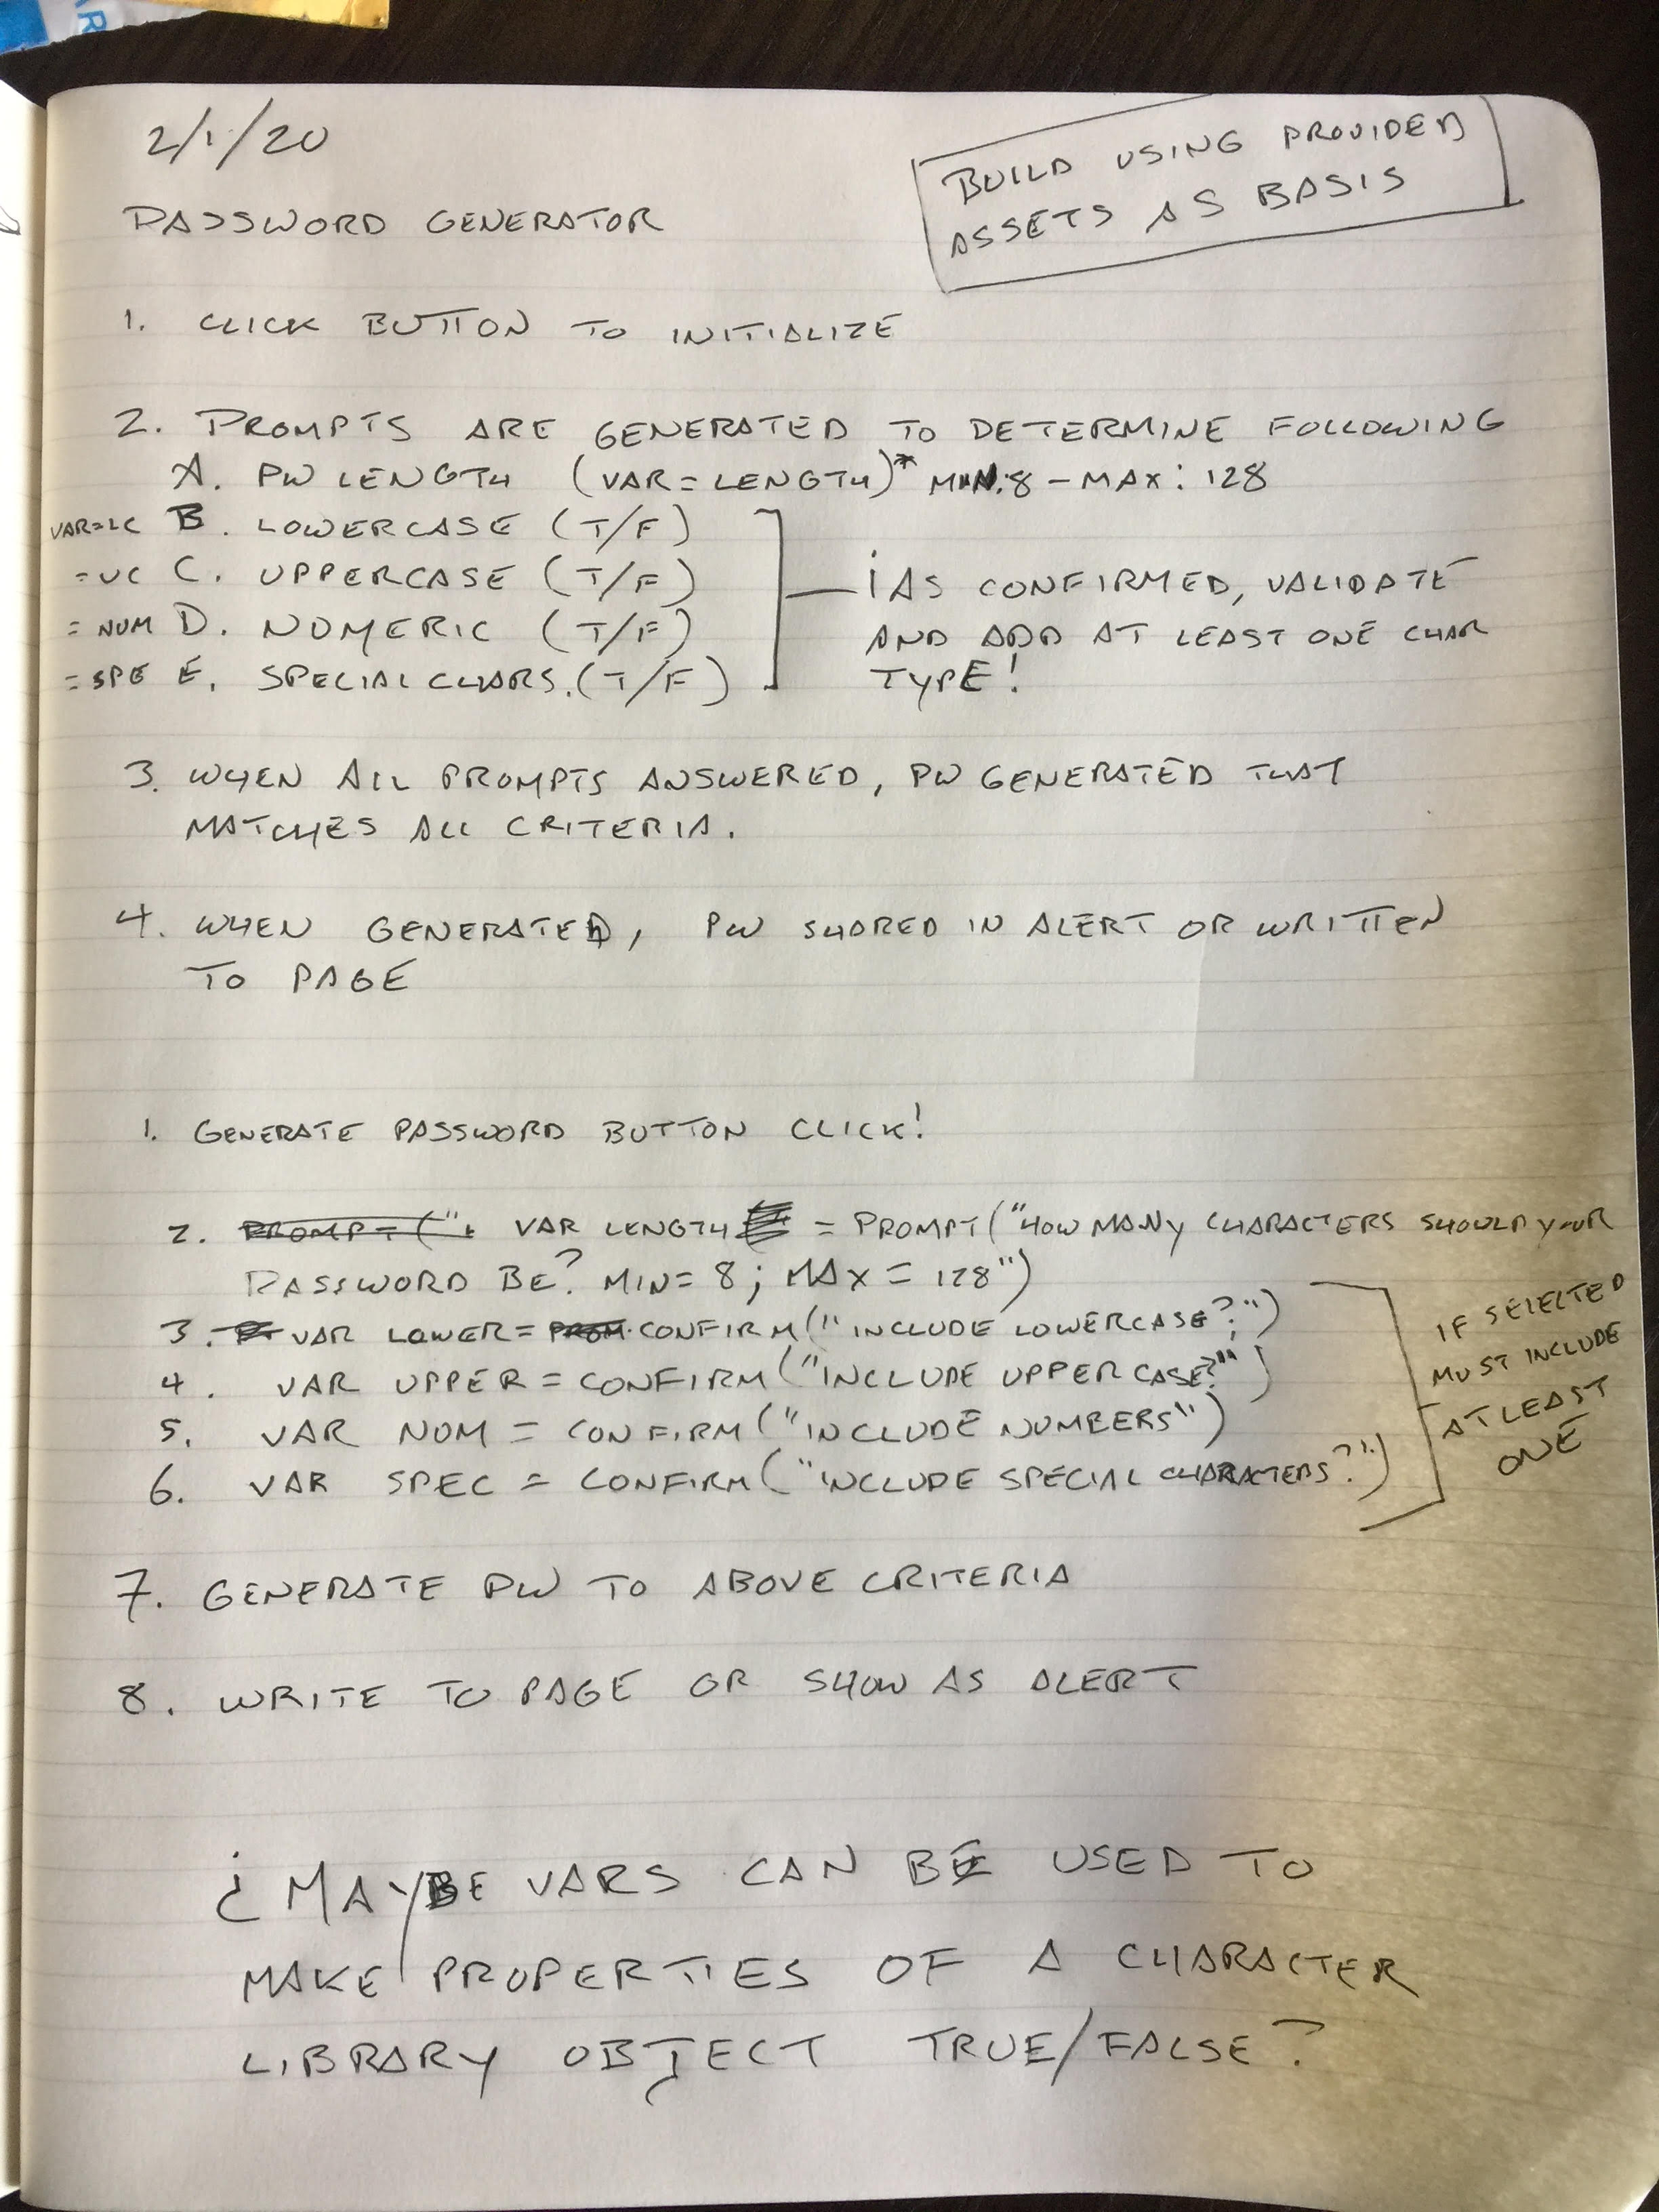 AR
2/1/20
BUILD USING PROVIDED
ASSETS AS BASIS
PASSWORD GENERATOR
1. CLICK BUTTON TO INITIALIZE
2. PROMPTS ARE GENERATED TO DETERMINE FOLLOWING
A. PW LENGTH (VAR = LENGTH)* MIN: 8 - MAX: 128
VAR=LC B. LOWERCASE (T/F)
=UC C. UPPERCASE (T/F)
= NUM D. NUMERIC (T/F)
= SPE E. SPECIAL CHARS. (T/F)
¡ AS CONFIRMED, VALIDATE
AND ADD AT LEAST ONE CHAR
TYPE!
3. WHEN ALL PROMPTS ANSWERED, PW GENERATED THAT
MATCHES ALL CRITERIA.
4. WHEN GENERATED, PW SHORED IN ALERT OR WRITTEN
TO PAGE
1. GENERATE PASSWORD BUTTON CLICK!
2. PROMPT (" VAR LENGTH = PROMPT ("HOW MANY CHARACTERS SHOULD YOUR
PASSWORD BE? MIN= 8; MAX = 128")
3. VAR LOWER = PROM CONFIRM ("INCLUDE LOWERCASE?")
4. VAR UPPER = CONFIRM ("INCLUDE UPPERCASE?")
5. VAR NUM = CONFIRM ("INCLUDE NUMBERS")
6. VAR SPEC = CONFIRM ("INCLUDE SPECIAL CHARACTERS?")
IF SELECTED
MUST INCLUDE
AT LEAST
ONE
7. GENERATE PW TO ABOVE CRITERIA
8. WRITE TO PAGE OR SHOW AS ALERT
¿ MAYBE VARS CAN BE USED TO
MAKE PROPERTIES OF A CHARACTER
LIBRARY OBJECT TRUE/FALSE?